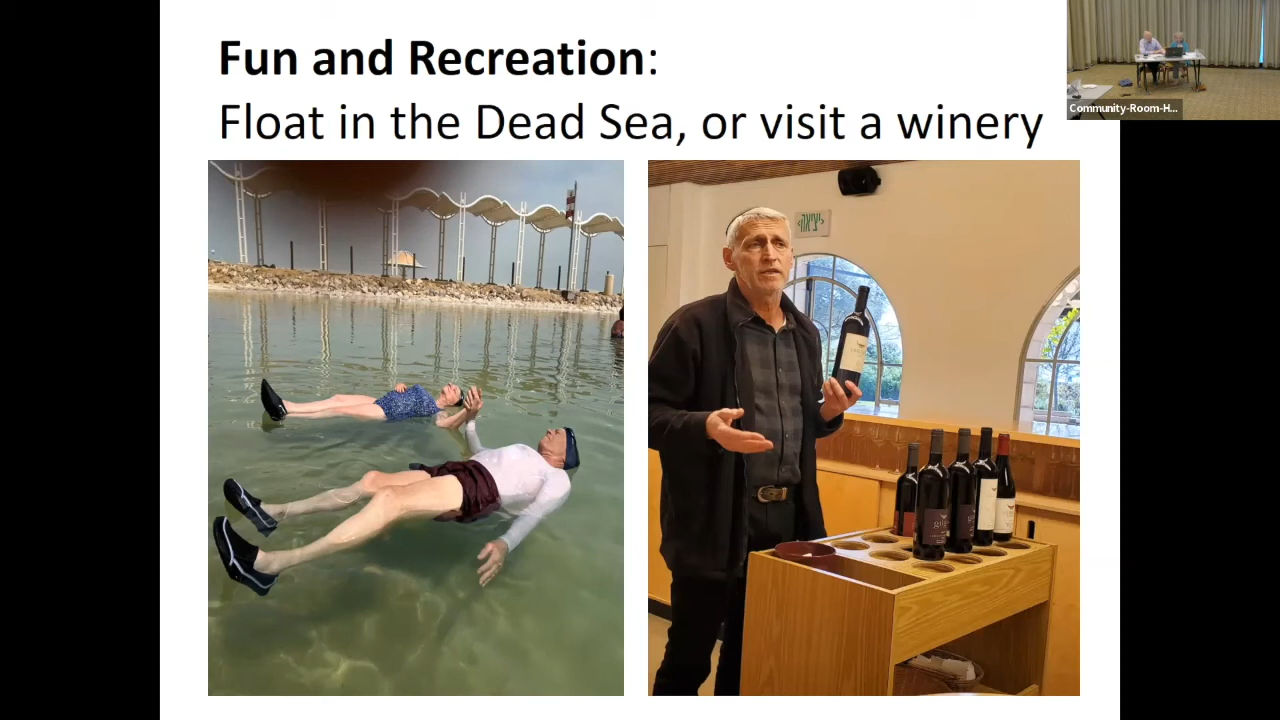 Fun and Recreation:
Float in the Dead Sea, or visit a winery
Community-Room-H...